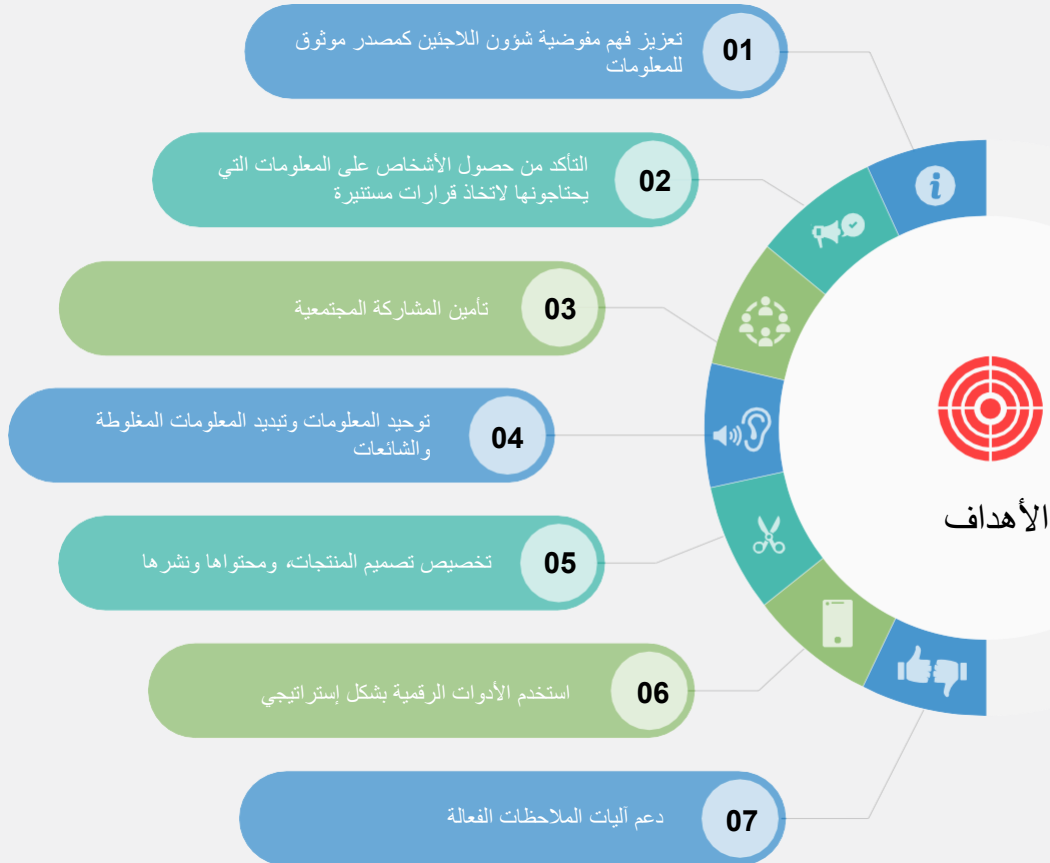 01
تعزيز فهم مفوضية شؤون اللاجئين كمصدر موثوق
للمعلومات
02
التأكد من حصول الأشخاص على المعلومات التي
يحتاجونها لاتخاذ قرارات مستنيرة
03
تأمين المشاركة المجتمعية
04
توحيد المعلومات وتبديد المعلومات المغلوطة
والشائعات
05
تخصيص تصميم المنتجات، ومحتواها ونشرها
06
استخدم الأدوات الرقمية بشكل إستراتيجي
07
دعم آليات الملاحظات الفعالة
الأهداف